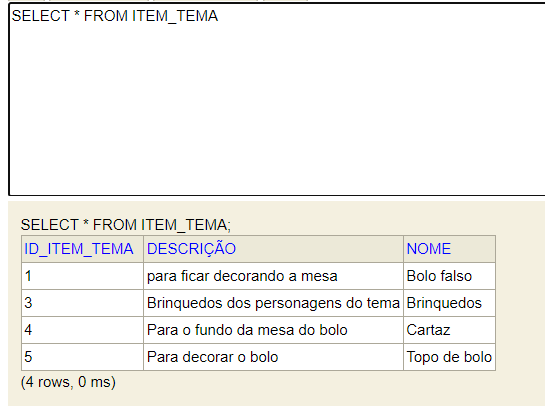 SELECT * FROM ITEM_TEMA
SELECT * FROM ITEM_TEMA;
ID_ITEM_TEMA DESCRIÇÃO NOME
1 para ficar decorando a mesa Bolo falso
3 Brinquedos dos personagens do tema Brinquedos
4 Para o fundo da mesa do bolo Cartaz
5 Para decorar o bolo Topo de bolo
(4 rows, 0 ms)